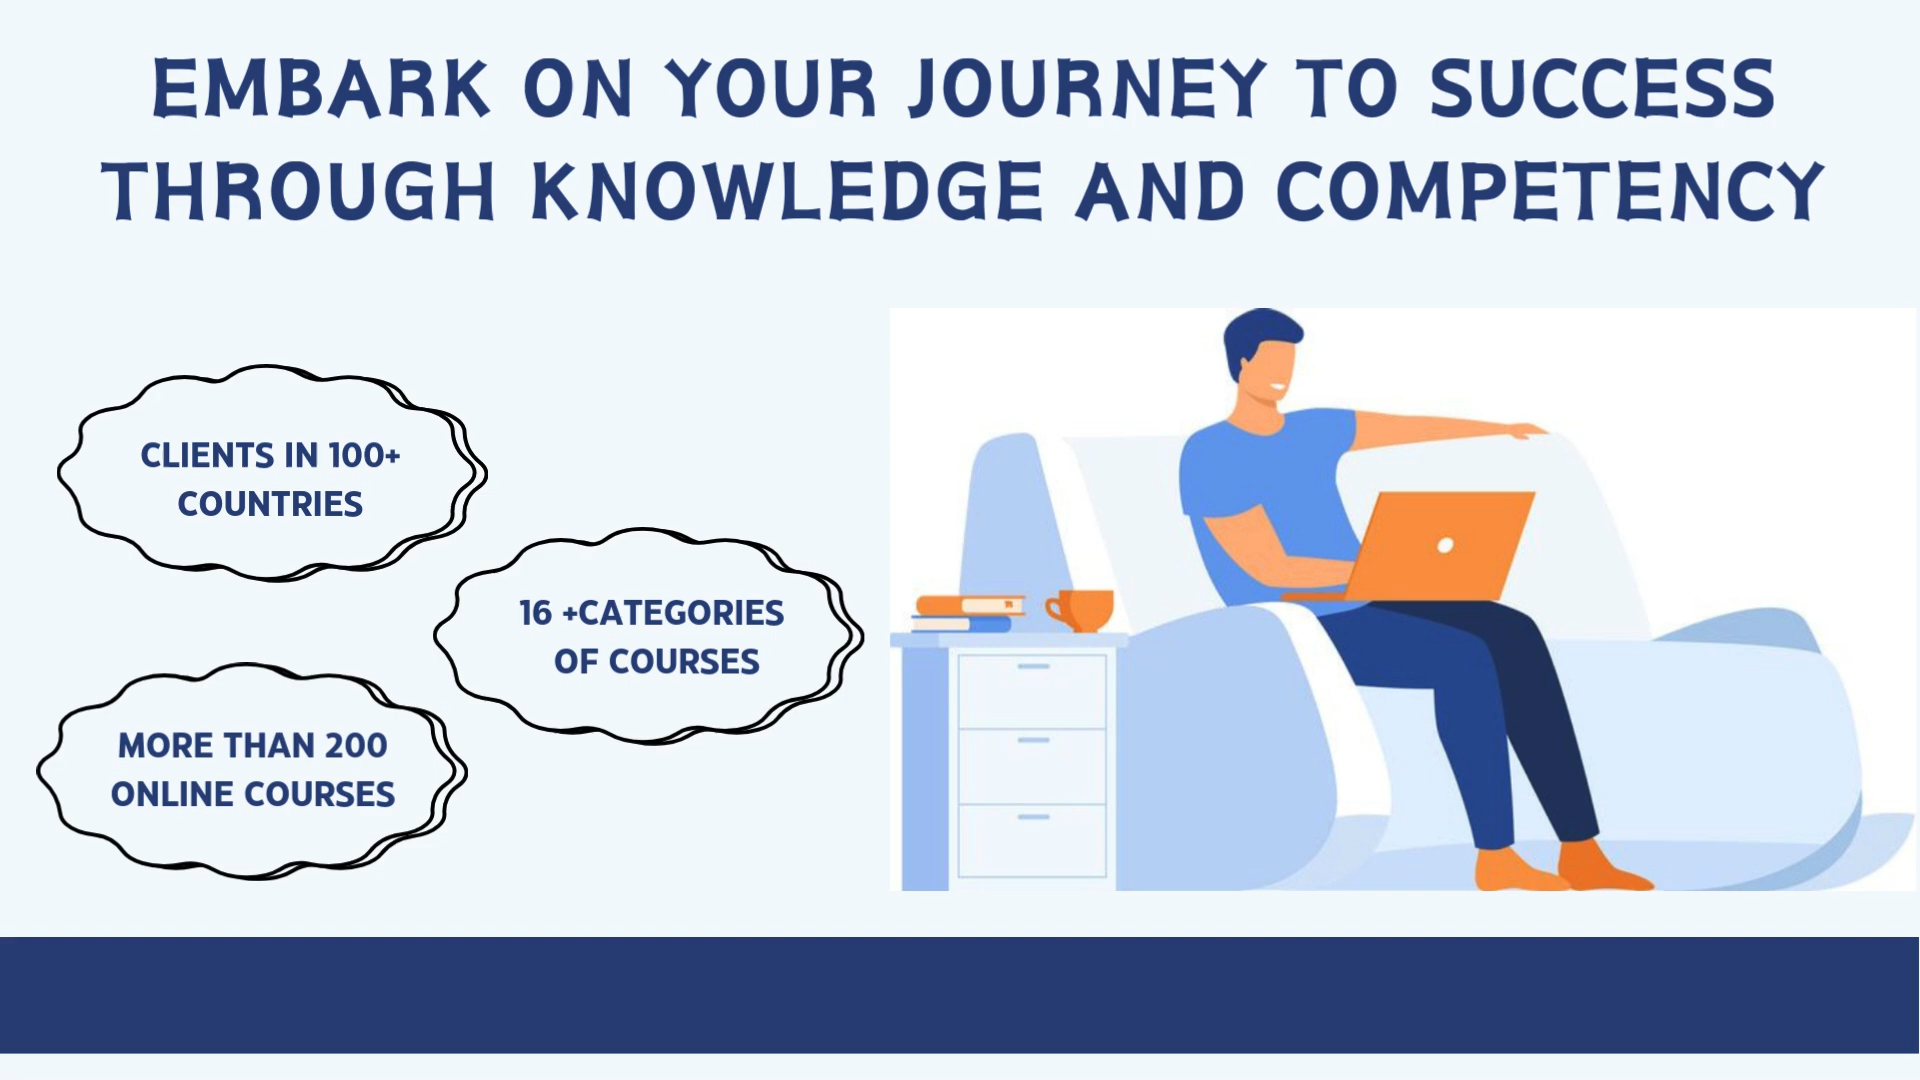 EMBARK ON YOUR JOURNEY TO SUCCESS
THROUGH KNOWLEDGE AND COMPETENCY
CLIENTS IN 100+
COUNTRIES
16 +CATEGORIES
OF COURSES
MORE THAN 200
ONLINE COURSES